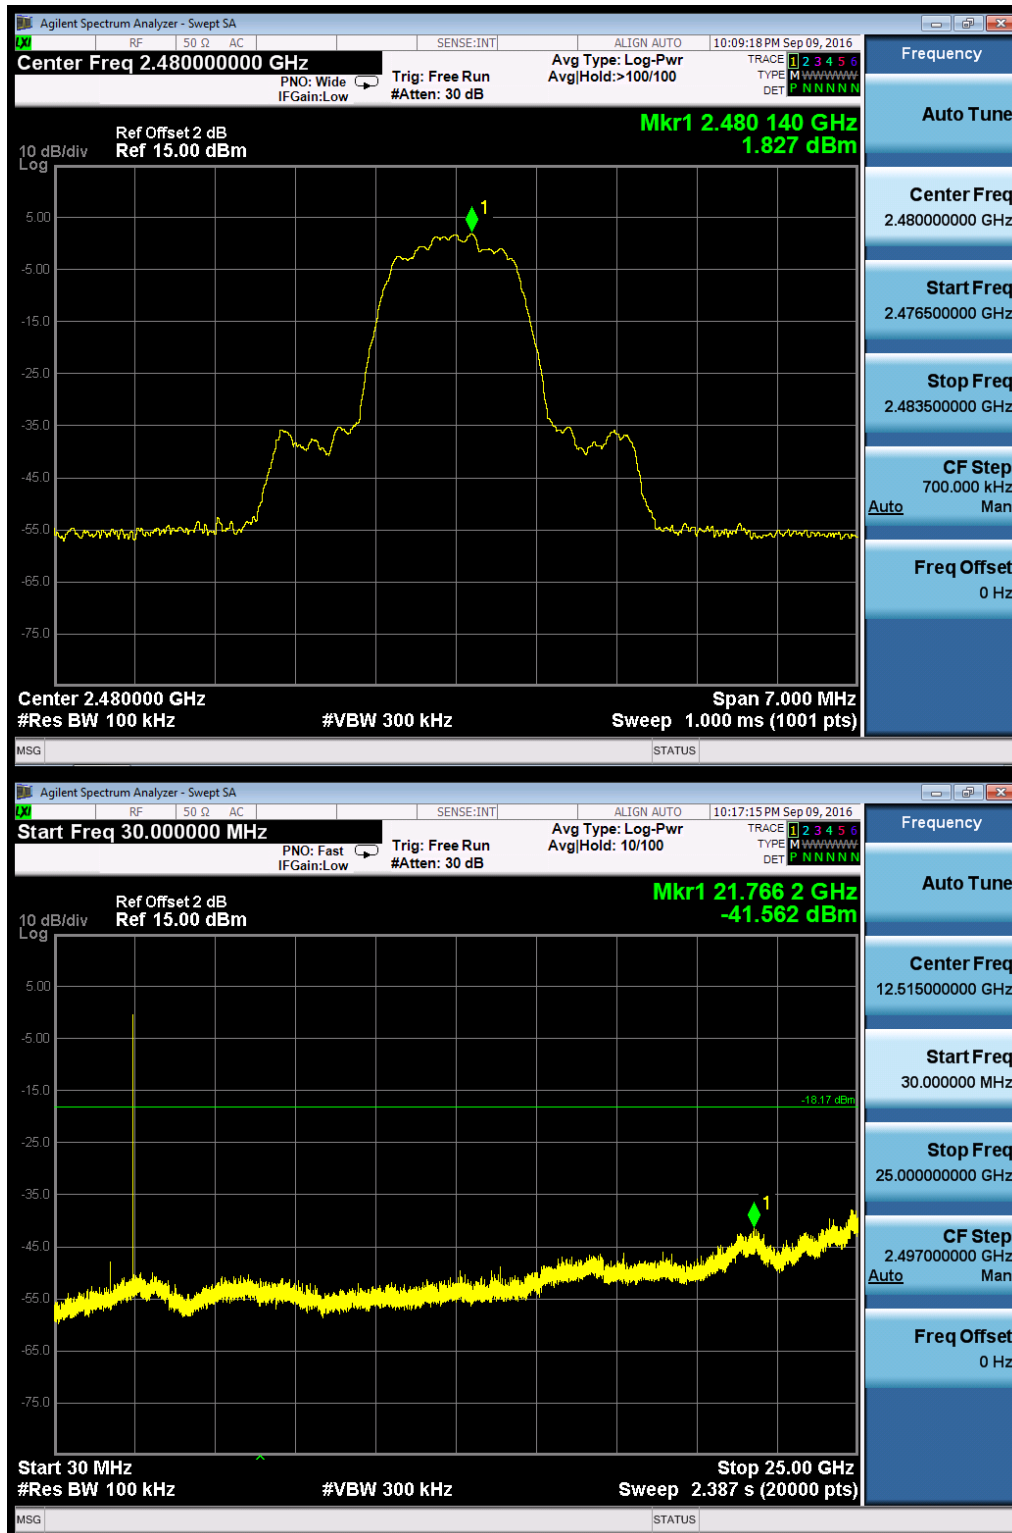 Agilent Spectrum Analyzer - Swept SA
LXI RF 50 Ω AC SENSE:INT ALIGN AUTO 10:09:18 PM Sep 09, 2016
Center Freq 2.480000000 GHz
PNO: Wide
IFGain:Low
Trig: Free Run
#Atten: 30 dB
Avg Type: Log-Pwr
Avg|Hold:>100/100
TRACE 1 2 3 4 5 6
TYPE M WWWWW
DET P N N N N N
Frequency
Auto Tune
Center Freq
2.480000000 GHz
Start Freq
2.476500000 GHz
Stop Freq
2.483500000 GHz
CF Step
700.000 kHz
Auto Man
Freq Offset
0 Hz
Mkr1 2.480 140 GHz
1.827 dBm
Ref Offset 2 dB
10 dB/div Ref 15.00 dBm
Log
1
5.00
-5.00
-15.0
-25.0
-35.0
-45.0
-55.0
-65.0
-75.0
Center 2.480000 GHz Span 7.000 MHz
#Res BW 100 kHz #VBW 300 kHz Sweep 1.000 ms (1001 pts)
MSG STATUS
Agilent Spectrum Analyzer - Swept SA
LXI RF 50 Ω AC SENSE:INT ALIGN AUTO 10:17:15 PM Sep 09, 2016
Start Freq 30.000000 MHz
PNO: Fast
IFGain:Low
Trig: Free Run
#Atten: 30 dB
Avg Type: Log-Pwr
Avg|Hold: 10/100
TRACE 1 2 3 4 5 6
TYPE M WWWWW
DET P N N N N N
Frequency
Auto Tune
Center Freq
12.515000000 GHz
Start Freq
30.000000 MHz
Stop Freq
25.000000000 GHz
CF Step
2.497000000 GHz
Auto Man
Freq Offset
0 Hz
Mkr1 21.766 2 GHz
-41.562 dBm
Ref Offset 2 dB
10 dB/div Ref 15.00 dBm
Log
5.00
-5.00
-15.0
-18.17 dBm
-25.0
-35.0
1
-45.0
-55.0
-65.0
-75.0
Start 30 MHz Stop 25.00 GHz
#Res BW 100 kHz #VBW 300 kHz Sweep 2.387 s (20000 pts)
MSG STATUS